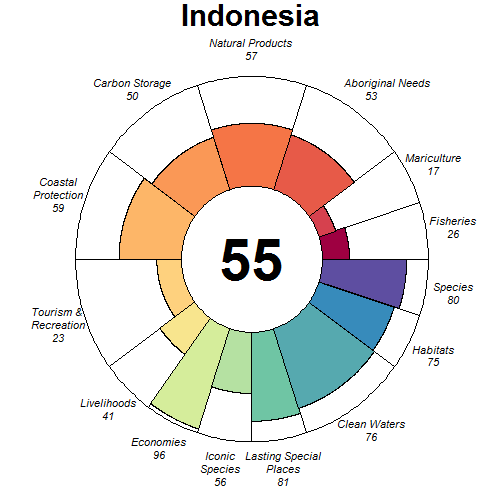 Indonesia
Natural Products
57
Carbon Storage
50
Aboriginal Needs
53
Mariculture
17
Coastal
Protection
59
Fisheries
26
55
Species
80
Tourism &
Recreation
23
Habitats
75
Livelihoods
41
Clean Waters
76
Economies
96
Iconic
Species
56
Lasting Special
Places
81